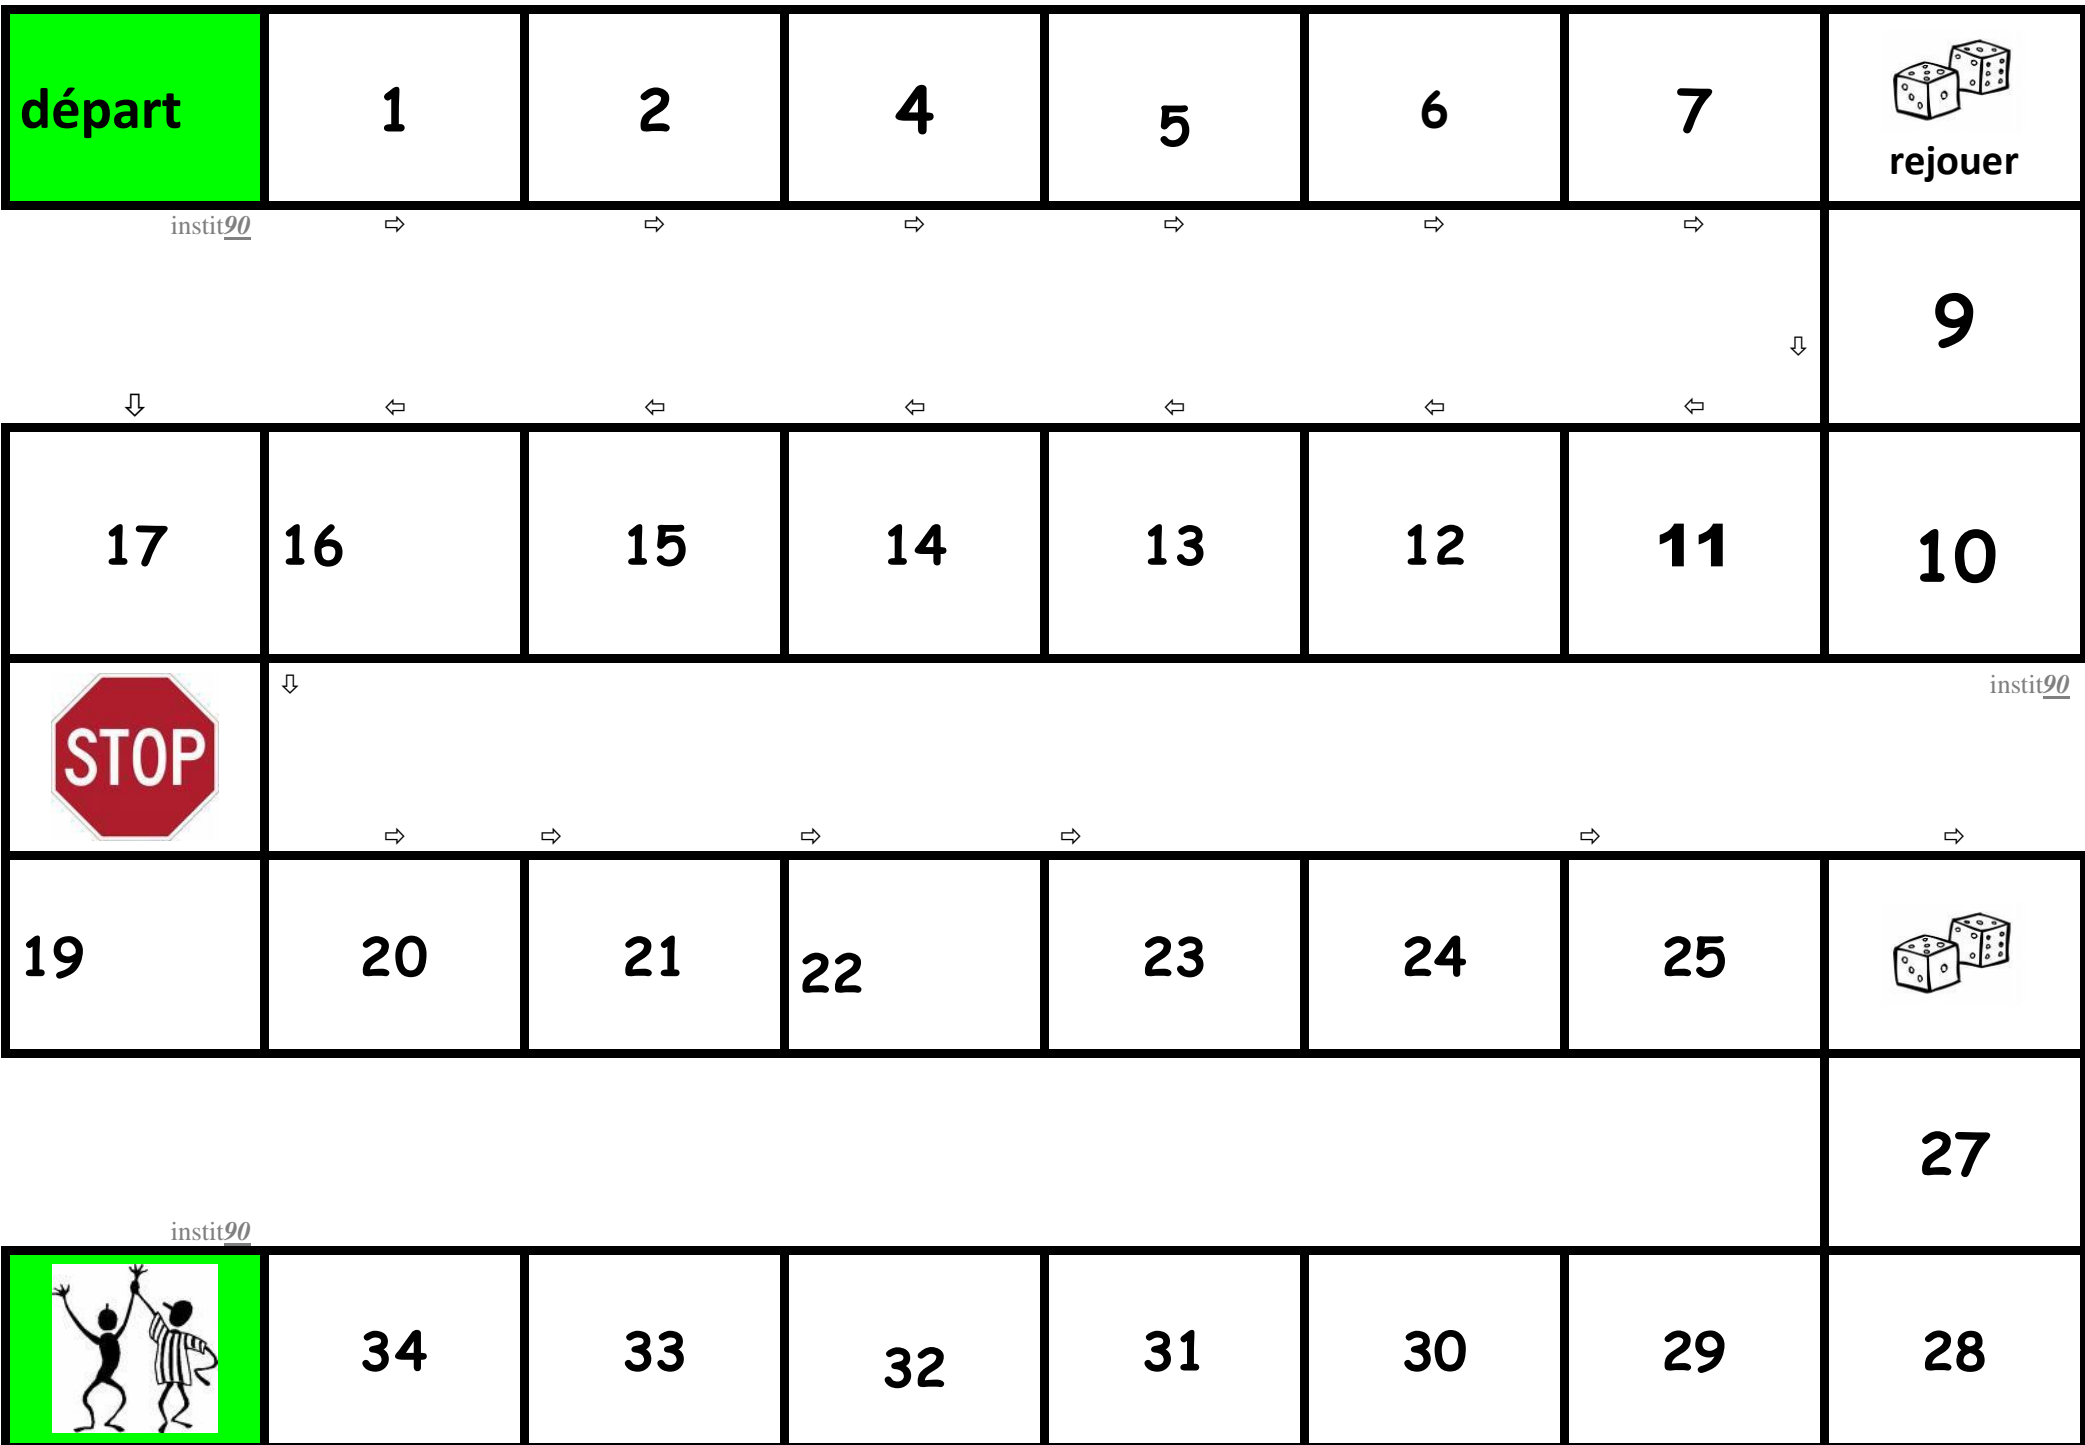 départ 1 2 4 5 6 7 rejouer
instit90 ⇨ ⇨ ⇨ ⇨ ⇨ ⇨
9
⇩
⇩ ⇦ ⇦ ⇦ ⇦ ⇦ ⇦
17 16 15 14 13 12 11 10
STOP ⇩ instit90
⇨ ⇨ ⇨ ⇨ ⇨ ⇨
19 20 21 22 23 24 25
27
instit90
34 33 32 31 30 29 28